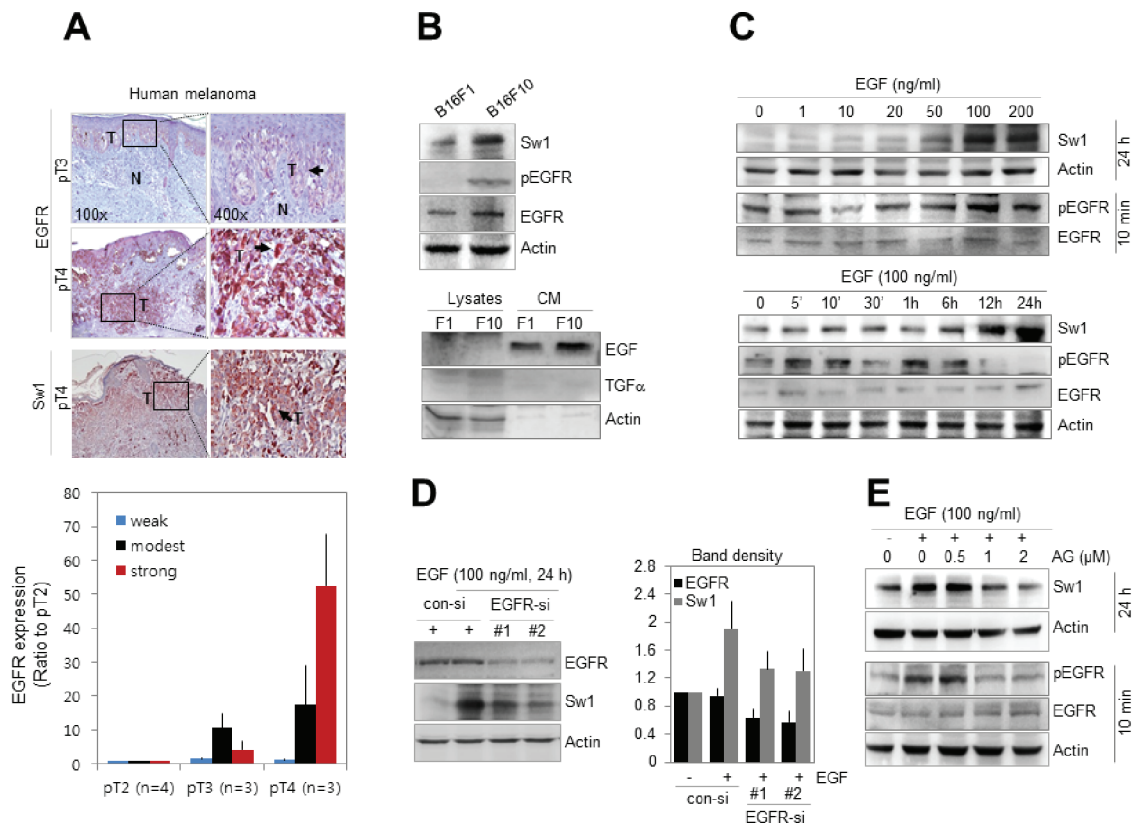 A
Human melanoma
EGFR
pT3
T
N
100x
T
N
400x
pT4
T
T
Sw1
pT4
T
T
EGFR expression
(Ratio to pT2)
80
70
60
50
40
30
20
10
0
weak
modest
strong
pT2 (n=4) pT3 (n=3) pT4 (n=3)
B
B16F1 B16F10
Sw1
pEGFR
EGFR
Actin
Lysates CM
F1 F10 F1 F10
EGF
TGFα
Actin
C
EGF (ng/ml)
0 1 10 20 50 100 200
Sw1
Actin
24 h
pEGFR
EGFR
10 min
EGF (100 ng/ml)
0 5' 10' 30' 1h 6h 12h 24h
Sw1
pEGFR
EGFR
Actin
D
EGF (100 ng/ml, 24 h)
con-si EGFR-si
+ + #1 #2
EGFR
Sw1
Actin
Band density
2.8
2.4
2.0
1.6
1.2
0.8
0.4
0
EGFR
Sw1
- + + + EGF
con-si #1 #2
EGFR-si
E
EGF (100 ng/ml)
- + + + +
0 0 0.5 1 2 AG (μM)
Sw1
Actin
24 h
pEGFR
EGFR
Actin
10 min